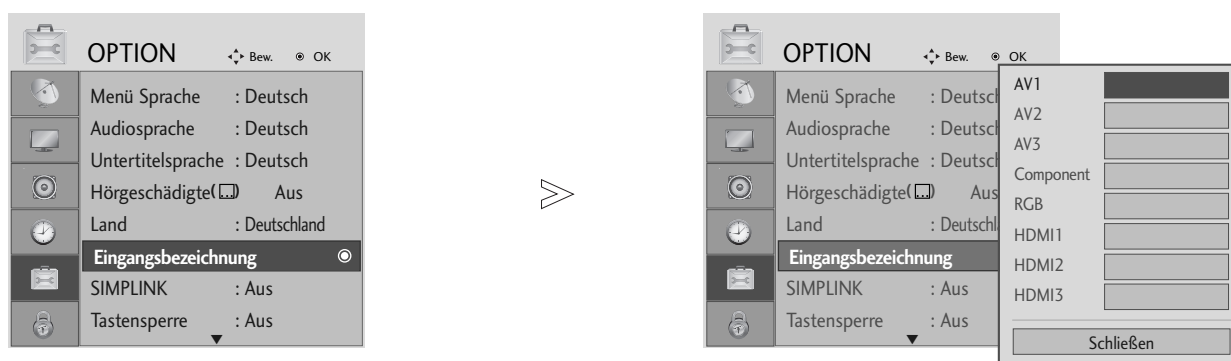 OPTION Bew. OK
Menü Sprache : Deutsch
Audiosprache : Deutsch
Untertitelsprache : Deutsch
Hörgeschädigte( ) Aus
Land : Deutschland
Eingangsbezeichnung
SIMPLINK : Aus
Tastensperre : Aus
>
OPTION Bew. OK
Menü Sprache : Deutsch
Audiosprache : Deutsch
Untertitelsprache : Deutsch
Hörgeschädigte( ) Aus
Land : Deutschl
Eingangsbezeichnung
SIMPLINK : Aus
Tastensperre : Aus
AV1
AV2
AV3
Component
RGB
HDMI1
HDMI2
HDMI3
Schließen